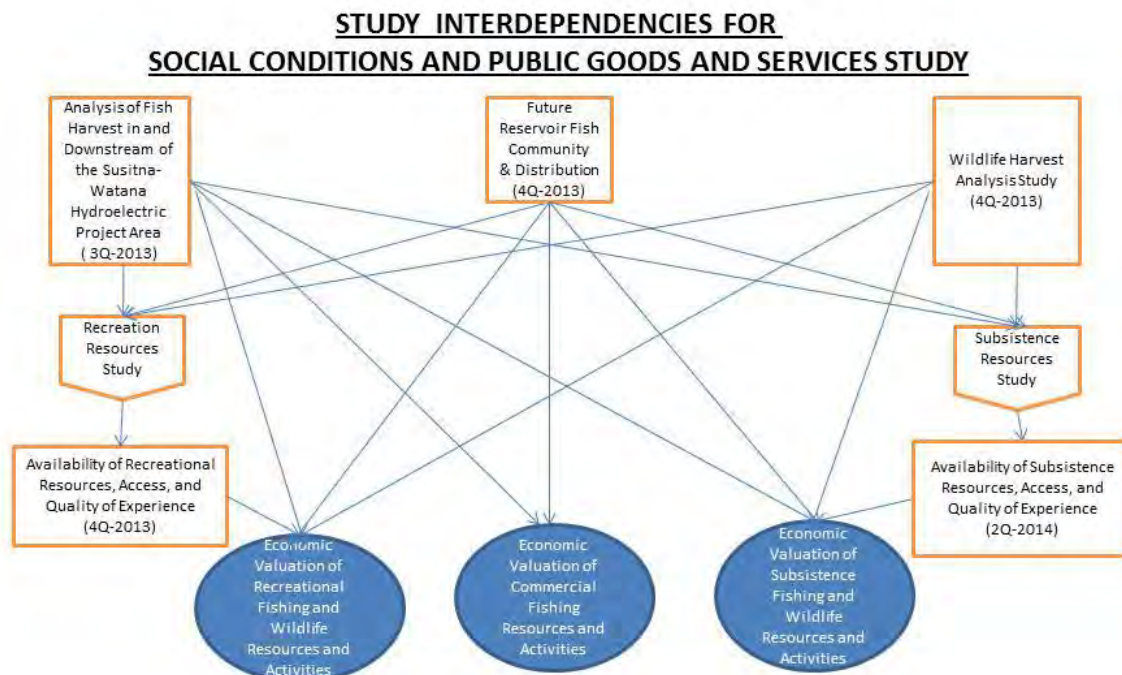 STUDY INTERDEPENDENCIES FOR
SOCIAL CONDITIONS AND PUBLIC GOODS AND SERVICES STUDY
Analysis of Fish
Harvest in and
Downstream of
the Susitna-
Watana
Hydroelectric
Project Area
( 3Q-2013)
Future
Reservoir Fish
Community
& Distribution
(4Q-2013)
Wildlife Harvest
Analysis Study
(4Q-2013)
Recreation
Resources
Study
Subsistence
Resources
Study
Availability of Recreational
Resources, Access, and
Quality of Experience
(4Q-2013)
Availability of Subsistence
Resources, Access, and
Quality of Experience
(2Q-2014)
Economic
Valuation of
Recreational
Fishing and
Wildlife
Resources and
Activities
Economic
Valuation of
Commercial
Fishing
Resources and
Activities
Economic
Valuation of
Subsistence
Fishing and
Wildlife
Resources and
Activities